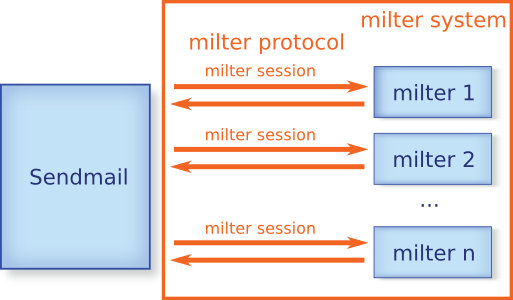 milter system
milter protocol
milter session
milter 1
Sendmail
milter session
milter 2
...
milter session
milter n